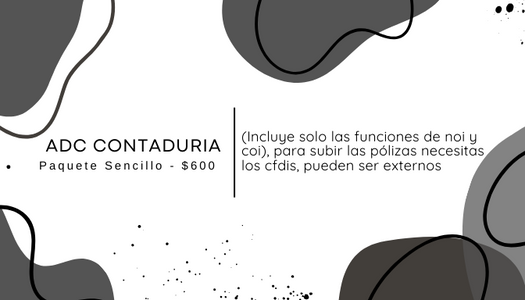 ADC CONTADURIA
Paquete Sencillo - $600
(Incluye solo las funciones de noi y
coi), para subir las pólizas necesitas
los cfdis, pueden ser externos